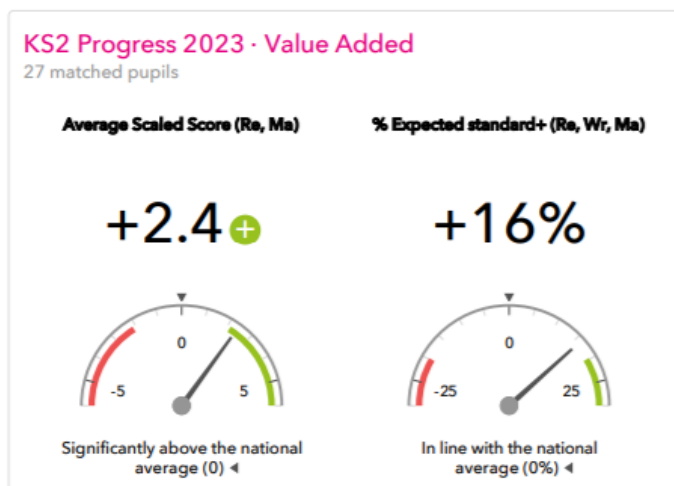 KS2 Progress 2023 · Value Added
27 matched pupils
Average Scaled Score (Re, Ma)
% Expected standard+ (Re, Wr, Ma)
+2.4 +
+16%
0
-5
5
0
-25
25
Significantly above the national
average (0) ◀
In line with the national
average (0%) ◀